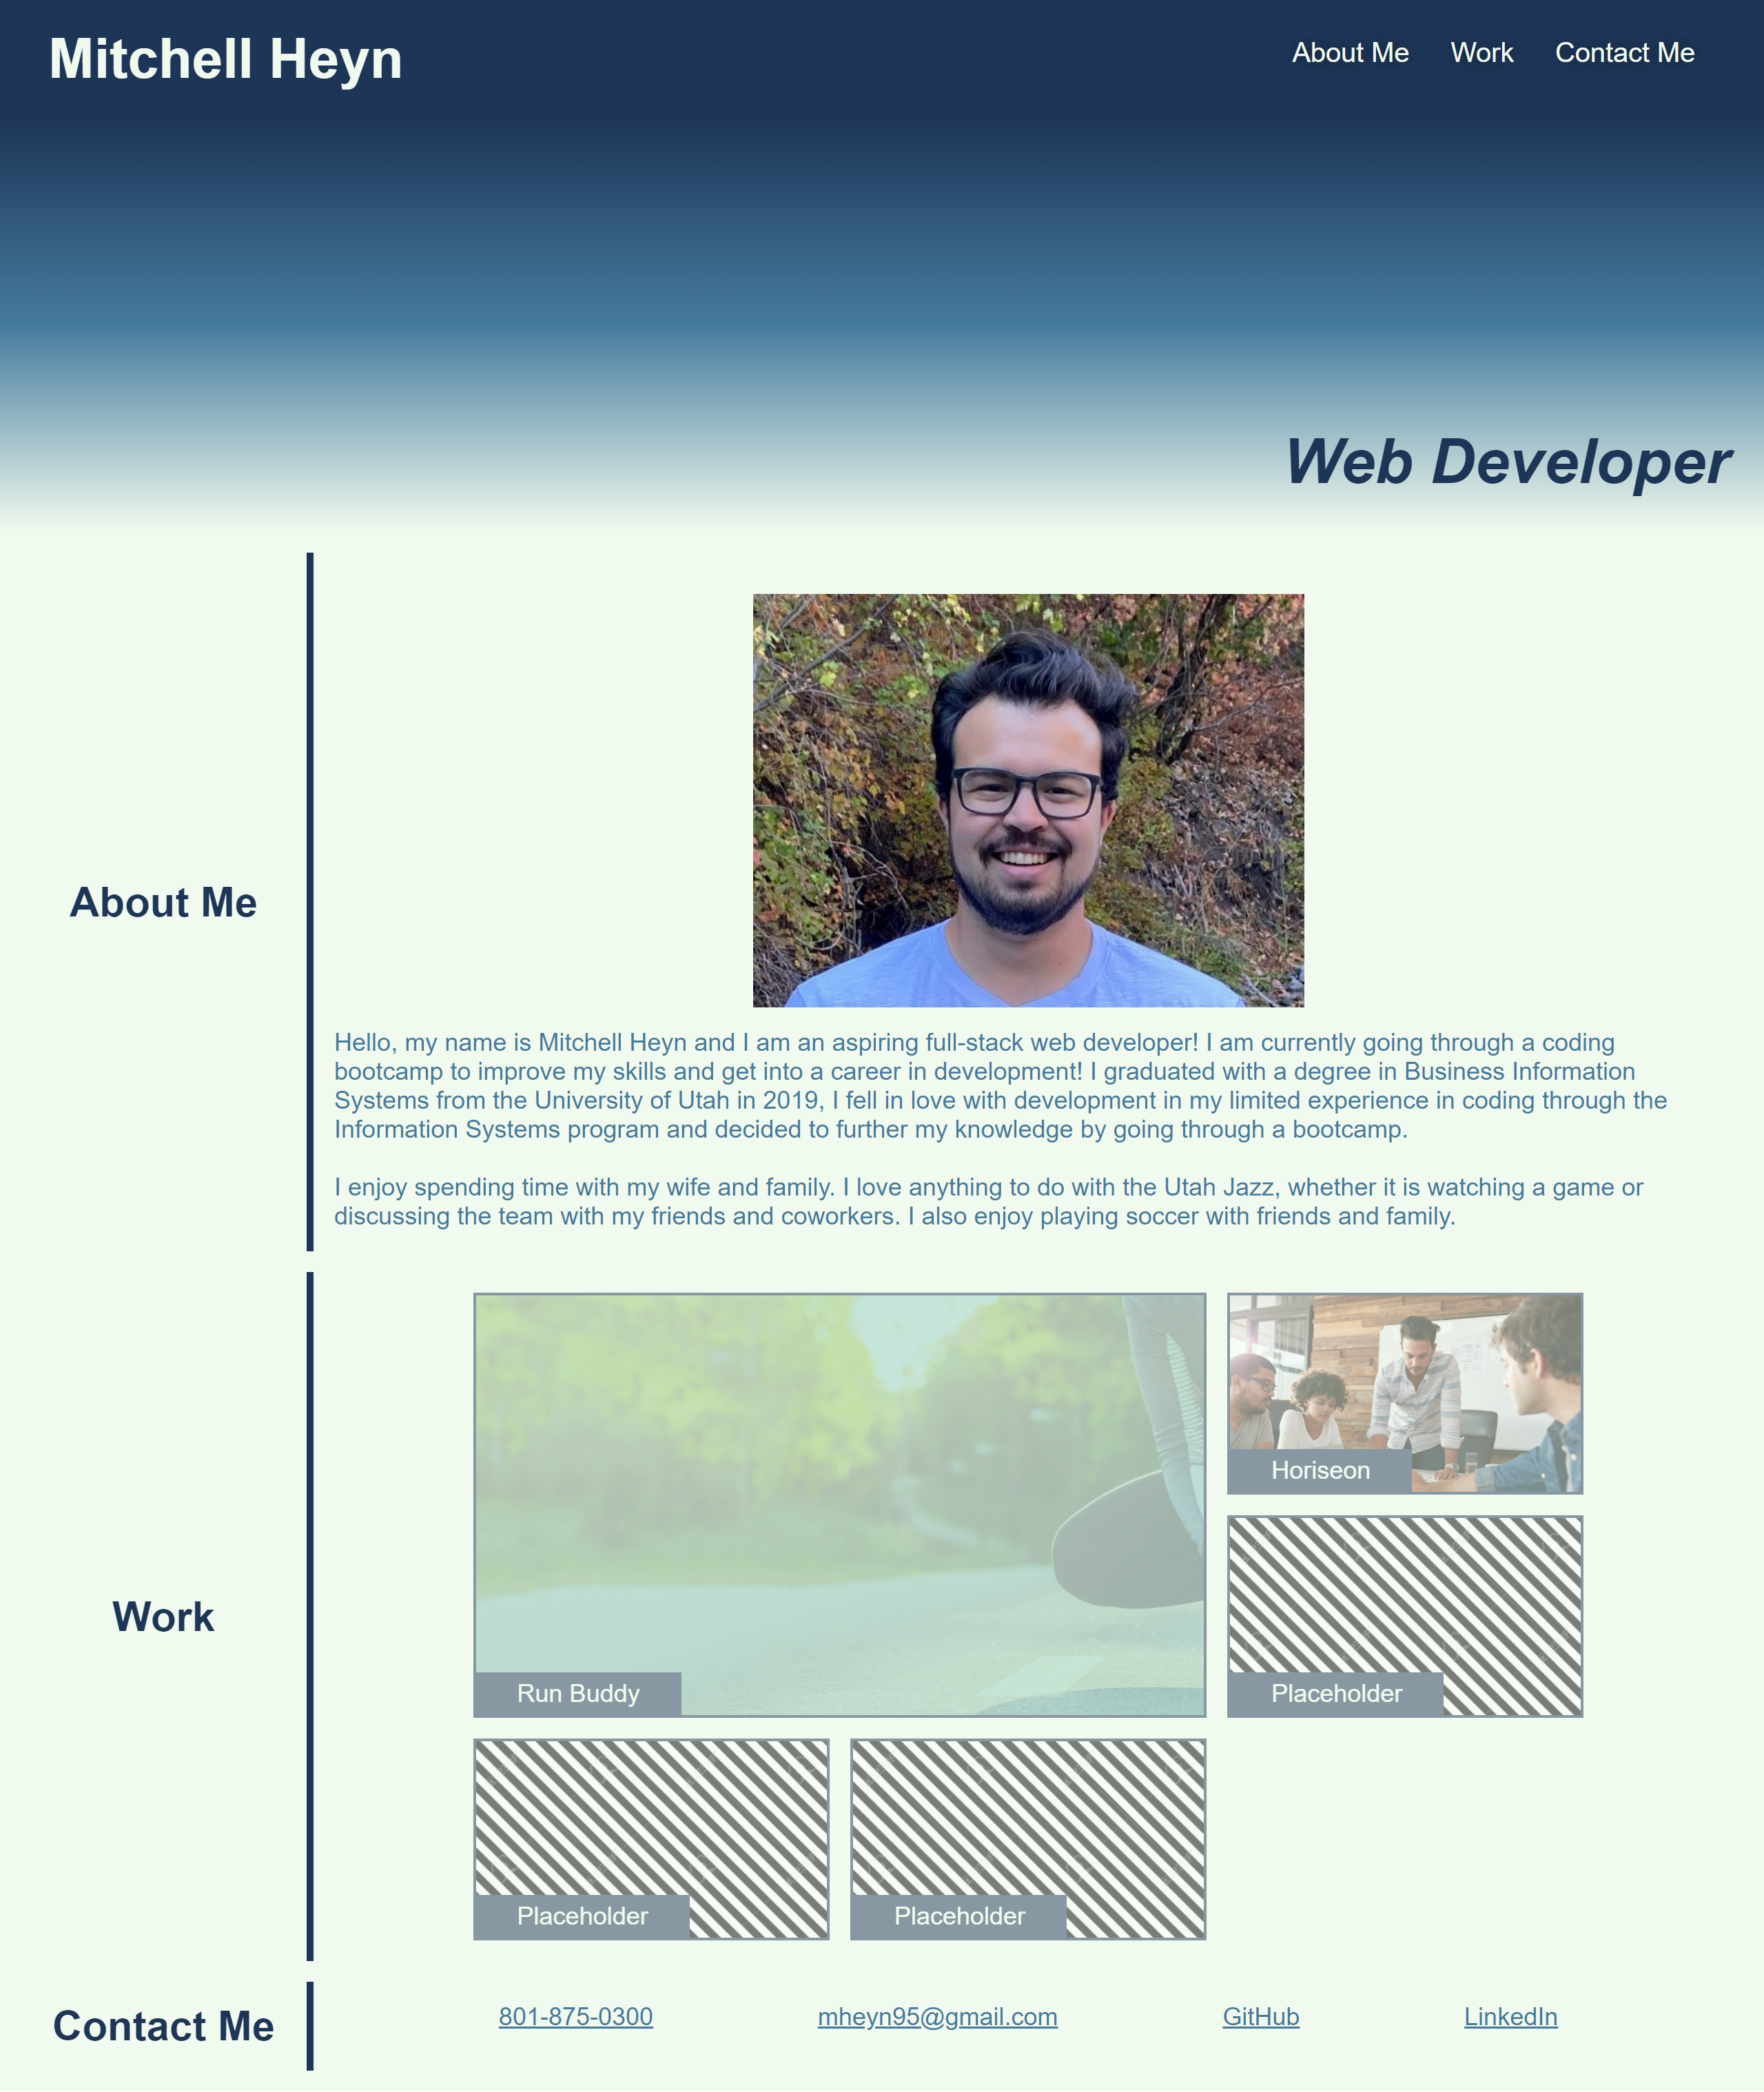 Mitchell Heyn
About Me
Work
Contact Me
Web Developer
About Me
Hello, my name is Mitchell Heyn and I am an aspiring full-stack web developer! I am currently going through a coding
bootcamp to improve my skills and get into a career in development! I graduated with a degree in Business Information
Systems from the University of Utah in 2019, I fell in love with development in my limited experience in coding through the
Information Systems program and decided to further my knowledge by going through a bootcamp.
I enjoy spending time with my wife and family. I love anything to do with the Utah Jazz, whether it is watching a game or
discussing the team with my friends and coworkers. I also enjoy playing soccer with friends and family.
Work
Run Buddy
Horiseon
Placeholder
Placeholder
Placeholder
Contact Me
801-875-0300
mheyn95@gmail.com
GitHub
LinkedIn